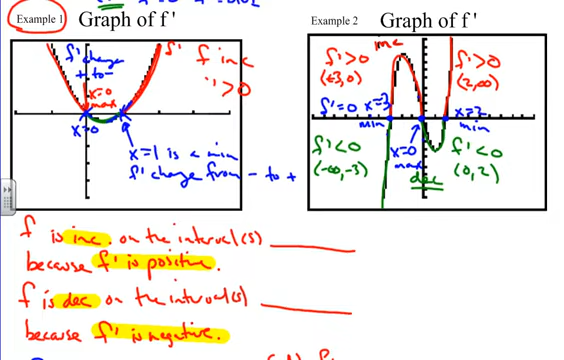 Example 1 Graph of f '
f' change
+ to -
x=0
max
x=0
f'
f inc
' >0
x=1 is a min
f' change from - to +
Example 2 Graph of f '
inc
f'>0
(-3,0)
f'>0
(2,∞)
f'=0 x=-3
min
x=2
min
x=0
max
f'<0
(-∞,-3)
dec
f'<0
(0,2)
f is inc. on the interval(s)
because f' is positive.
f is dec on the interval(s)
because f' is negative.